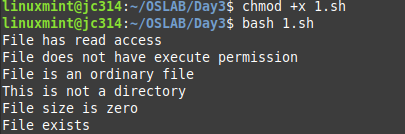 linuxmint@jc314:~/OSLAB/Day3$ chmod +x 1.sh
linuxmint@jc314:~/OSLAB/Day3$ bash 1.sh
File has read access
File does not have execute permission
File is an ordinary file
This is not a directory
File size is zero
File exists